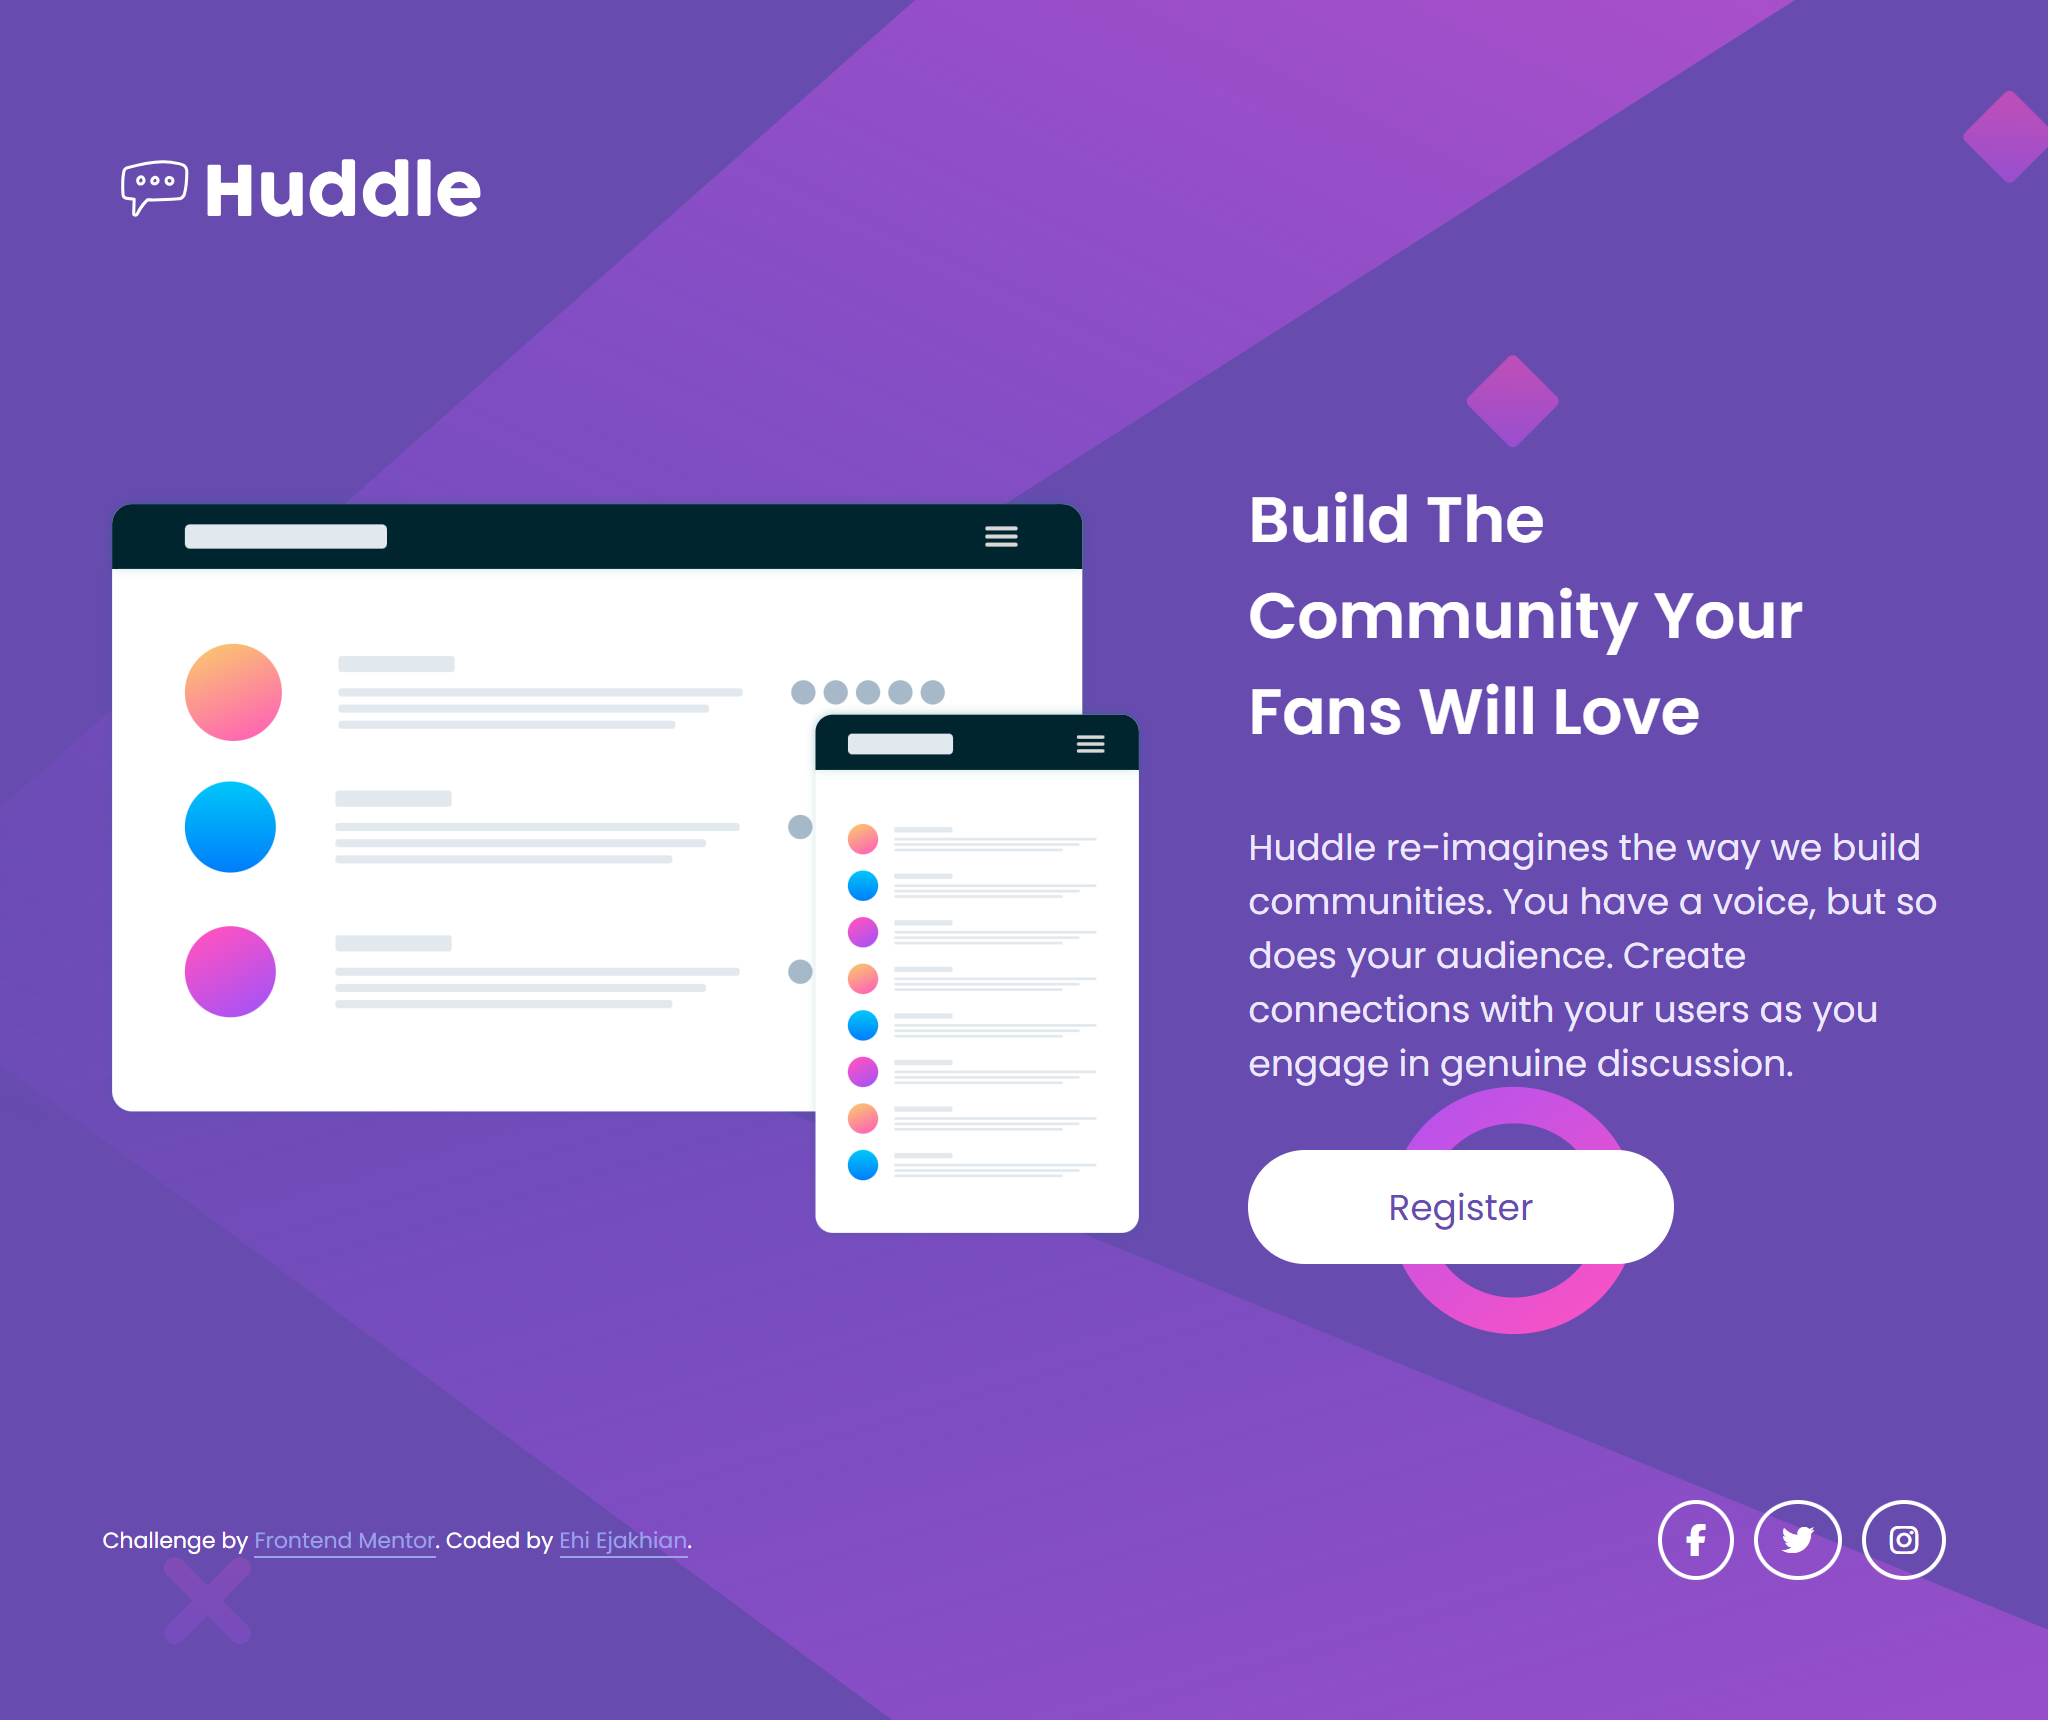 Huddle
Build The
Community Your
Fans Will Love
Huddle re-imagines the way we build
communities. You have a voice, but so
does your audience. Create
connections with your users as you
engage in genuine discussion.
Register
Challenge by Frontend Mentor. Coded by Ehi Ejakhian.